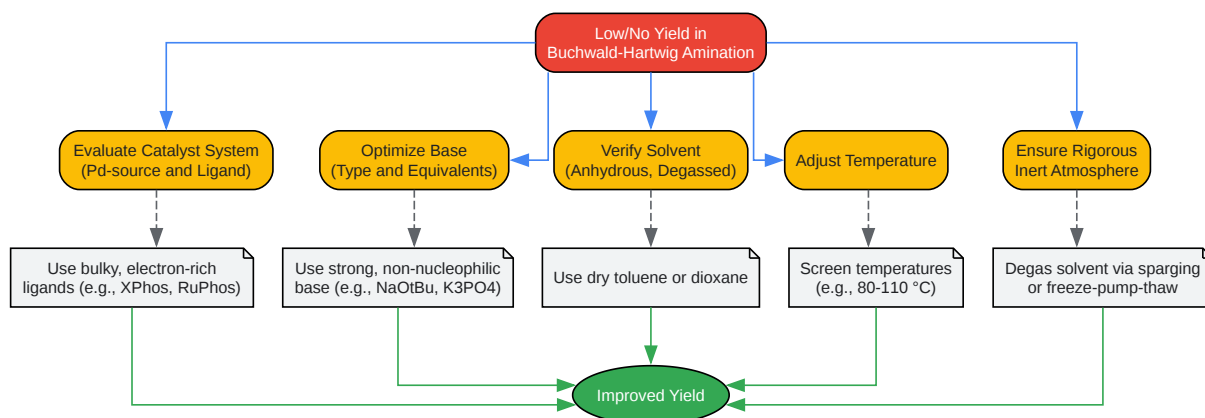 Low/No Yield in
Buchwald-Hartwig Amination
Evaluate Catalyst System
(Pd-source and Ligand)
Optimize Base
(Type and Equivalents)
Verify Solvent
(Anhydrous, Degassed)
Adjust Temperature
Ensure Rigorous
Inert Atmosphere
Use bulky, electron-rich
ligands (e.g., XPhos, RuPhos)
Use strong, non-nucleophilic
base (e.g., NaOtBu, K3PO4)
Use dry toluene or dioxane
Screen temperatures
(e.g., 80-110 °C)
Degas solvent via sparging
or freeze-pump-thaw
Improved Yield